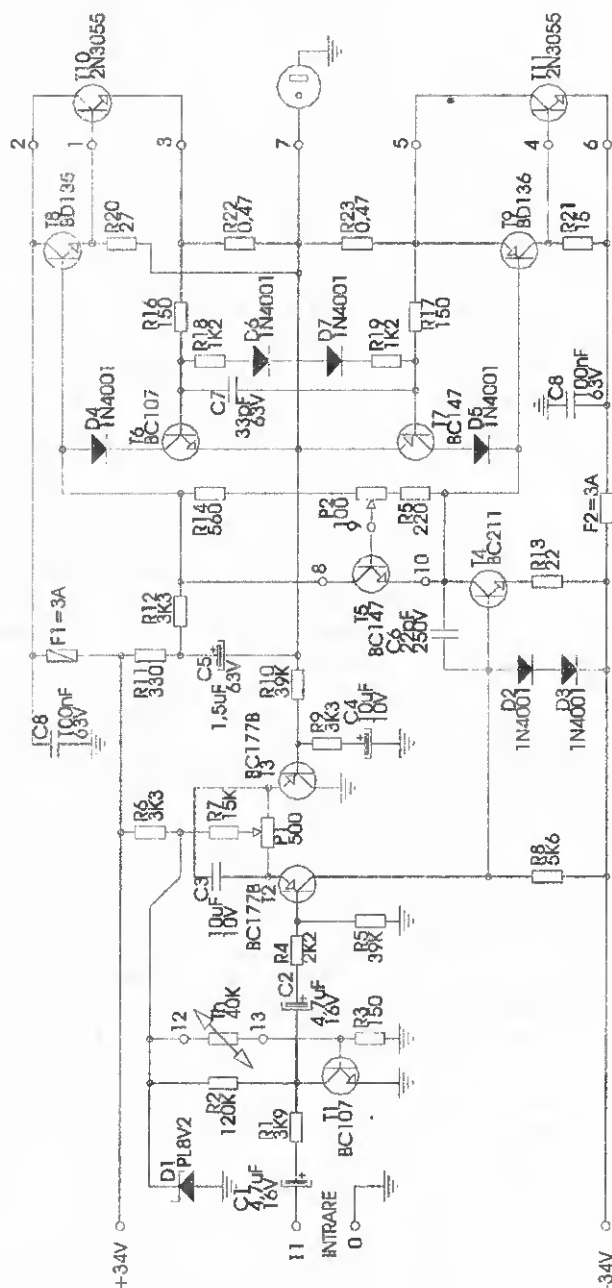 +34V
D1
PL8V2
C1
4,7uF
16V
I1
INTRARE
0
R1
3K9
R2
120K
T1
BC107
12
40K
13
R3
150
C2
4,7uF
16V
R4
2K2
R5
39K
C3
10uF
10V
BC177B
T2
R6
3K3
R7
15K
P1
500
BC177B
T3
R8
5K6
R9
3K3
C4
10uF
10V
R10
39K
C8
100nF
63V
F1=3A
R11
330
C5
1,5uF
63V
R12
3K3
8
9
10
T5
BC147
C6
22pF
250V
D2
1N4001
D3
1N4001
T4
BC211
R13
22
R14
560
P2
100
R5
220
D4
1N4001
T6
BC107
C7
33pF
63V
T7
BC147
D5
1N4001
R16
150
R18
1K2
D6
1N4001
D7
1N4001
R19
1K2
R17
150
C8
100nF
63V
F2=3A
T8
BD135
R20
27
R22
0,47
R23
0,47
T9
BD136
R21
15
2
1
3
7
5
4
6
T10
2N3055
T11
2N3055
-34V